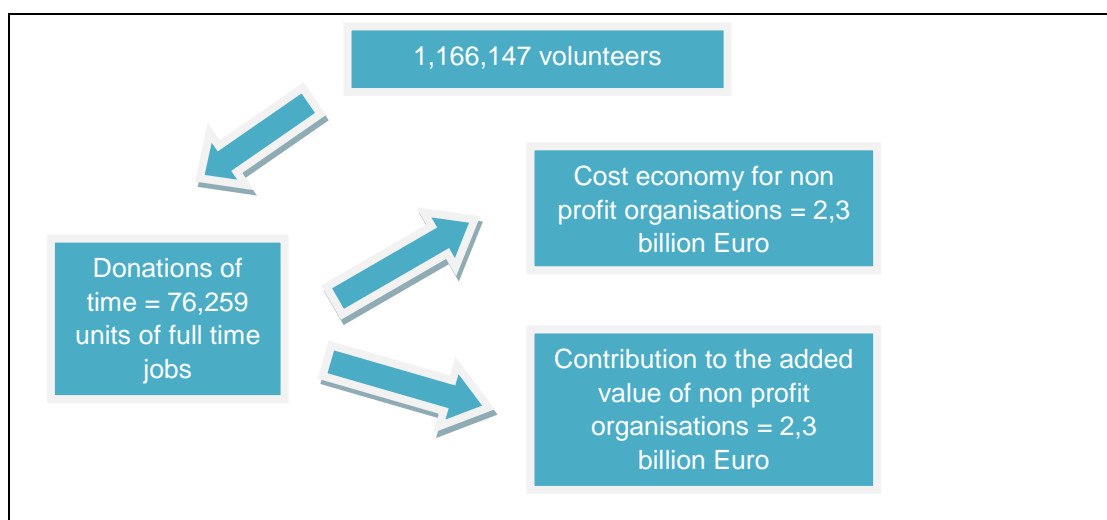 1,166,147 volunteers
Cost economy for non
profit organisations = 2,3
billion Euro
Donations of
time = 76,259
units of full time
jobs
Contribution to the added
value of non profit
organisations = 2,3
billion Euro